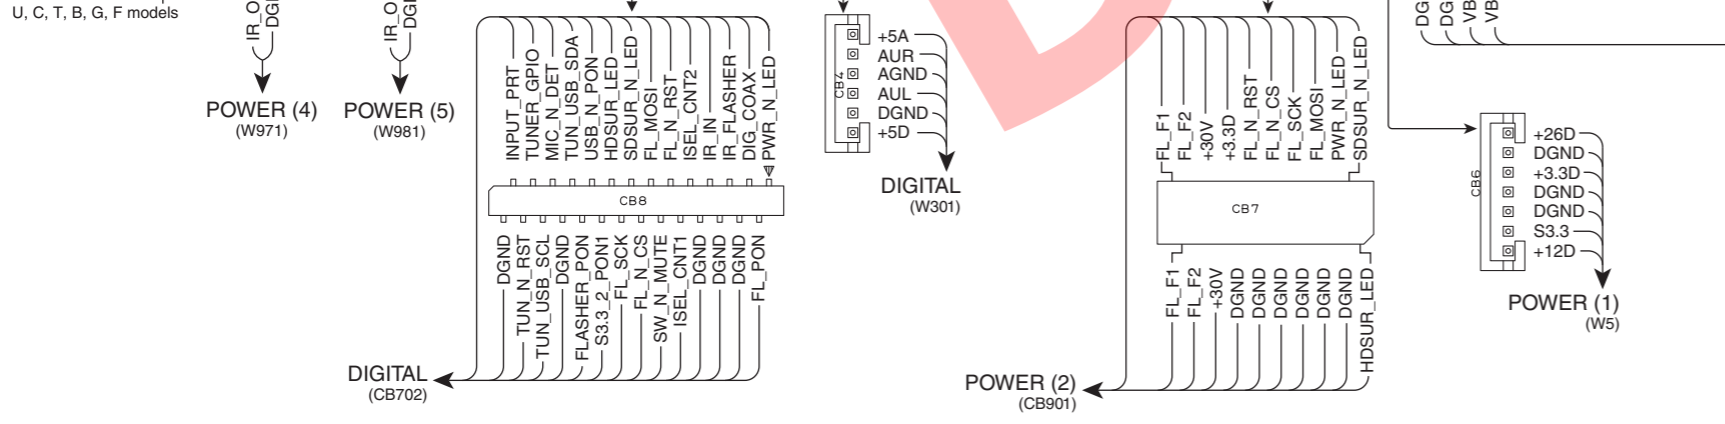 U, C, T, B, G, F models
IR_O
DGI
POWER (4)
(W971)
IR_O
DGI
POWER (5)
(W981)
INPUT_PRT
TUNER_GPIO
MIC_N_DET
TUN_USB_SDA
USB_N_PON
HDSUR_LED
SDSUR_N_LED
FL_MOSI
FL_N_RST
ISEL_CNT2
IR_IN
IR_FLASHER
DIG_COAX
PWR_N_LED
CB8
DGND
TUN_N_RST
TUN_USB_SCL
DGND
FLASHER_PON
S3.3_2_PON1
FL_SCK
FL_N_CS
SW_N_MUTE
ISEL_CNT1
DGND
DGND
DGND
FL_PON
DIGITAL
(CB702)
CB4
+5A
AUR
AGND
AUL
DGND
+5D
DIGITAL
(W301)
FL_F1
FL_F2
+30V
+3.3D
FL_N_RST
FL_N_CS
FL_SCK
FL_MOSI
PWR_N_LED
SDSUR_N_LED
CB7
FL_F1
FL_F2
+30V
DGND
DGND
DGND
DGND
DGND
DGND
HDSUR_LED
POWER (2)
(CB901)
DG
DG
VB
VB
CB6
+26D
DGND
+3.3D
DGND
DGND
S3.3
+12D
POWER (1)
(W5)